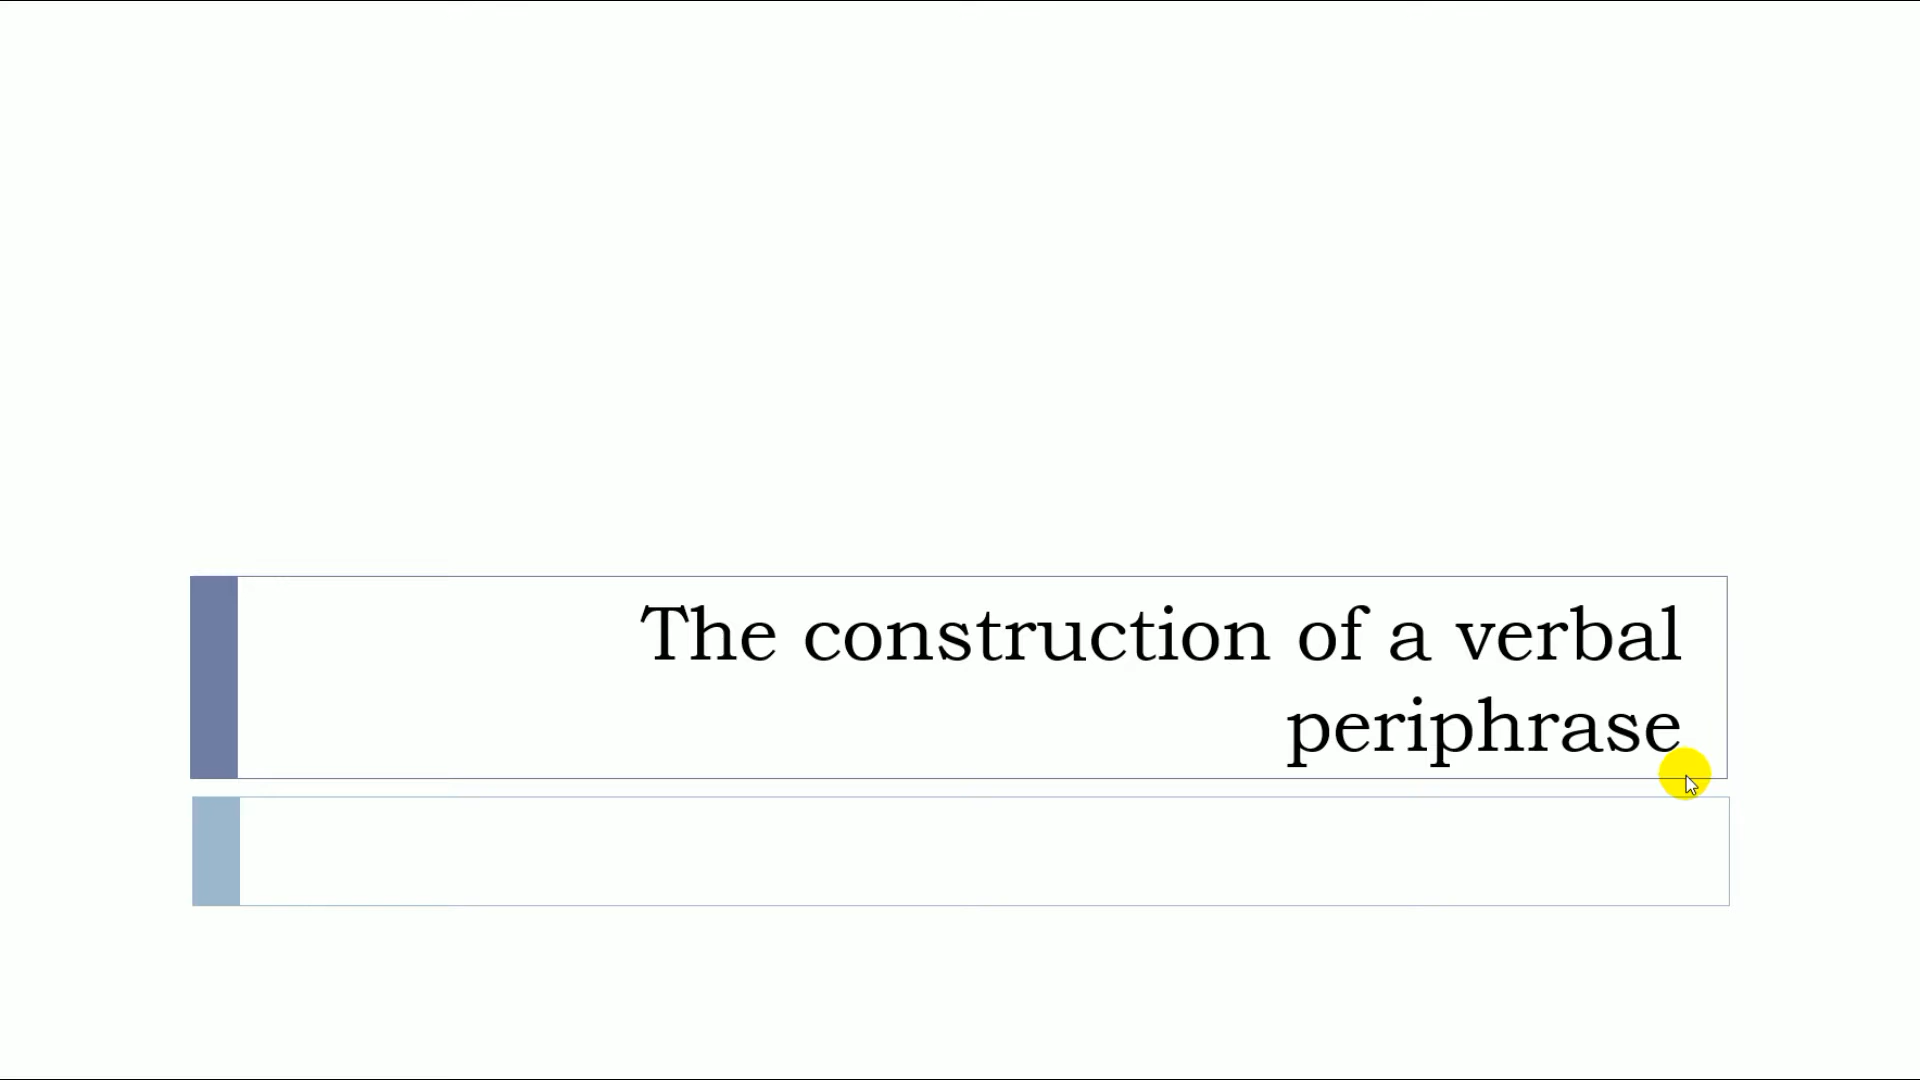 The construction of a verbal
periphrase